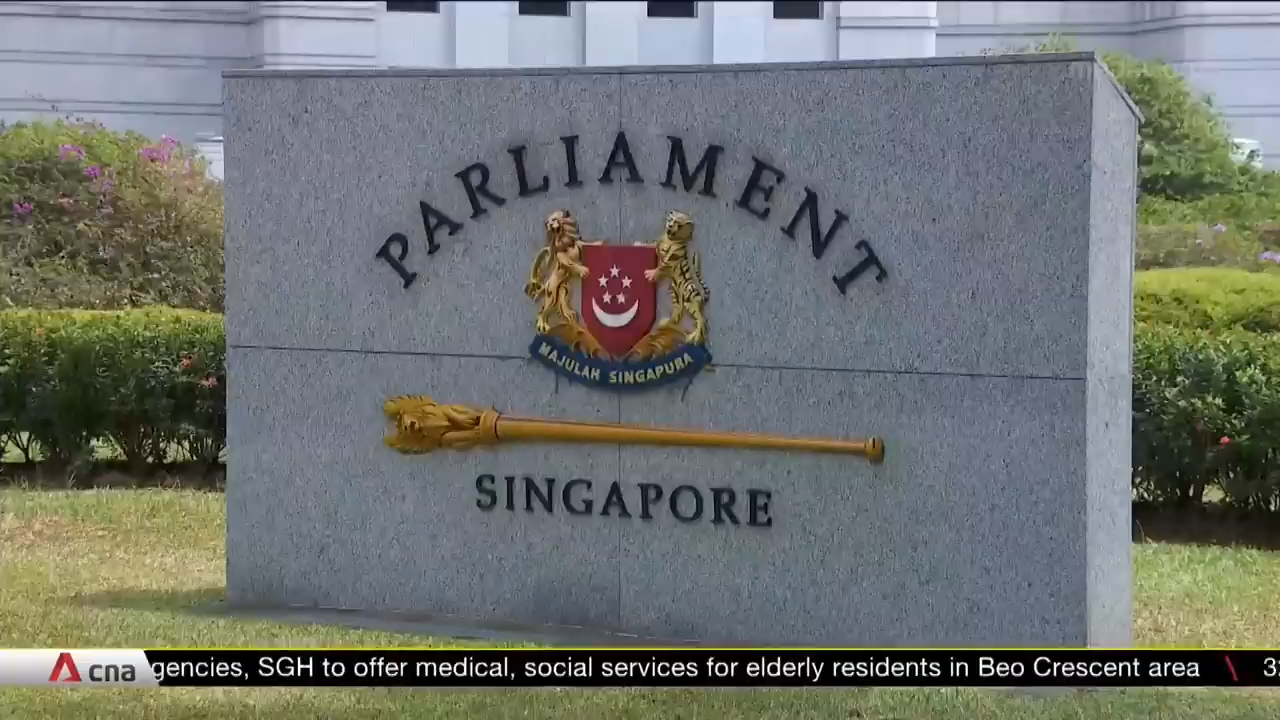 PARLIAMENT
MAJULAH SINGAPURA
SINGAPORE
cna
gencies, SGH to offer medical, social services for elderly residents in Beo Crescent area \